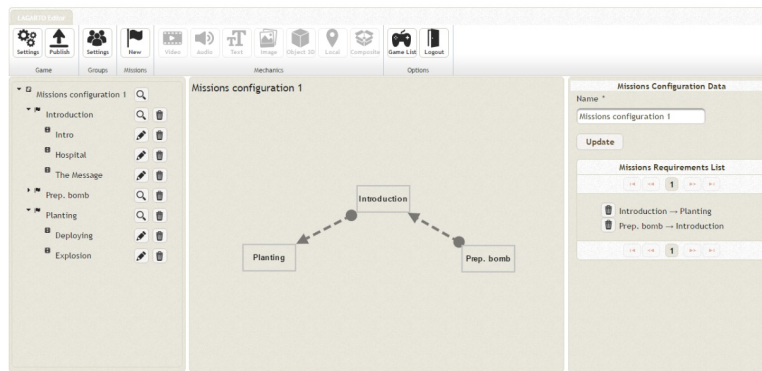 CAGAR3D Editor
Settings Publish Settings New Video Audio Text Image Object 3D Local Composite Game List Logout
Game Groups Missions Mechanics Options
Missions configuration 1
Introduction
Intro
Hospital
The Message
Prep. bomb
Planting
Deploying
Explosion
Missions configuration 1
Introduction
Planting
Prep. bomb
Missions Configuration Data
Name *
Missions configuration 1
Update
Missions Requirements List
1
Introduction → Planting
Prep. bomb → Introduction
1